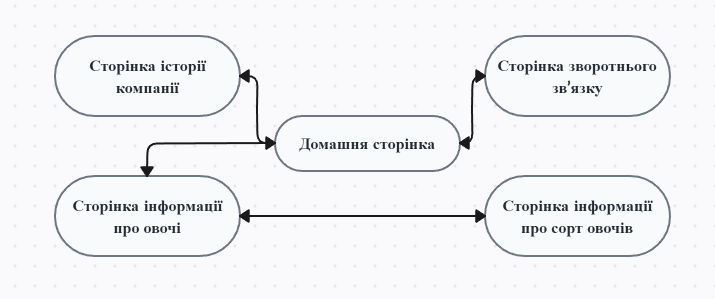 Сторінка історії
компанії
Сторінка зворотнього
зв'язку
Домашня сторінка
Сторінка інформації
про овочі
Сторінка інформації
про сорт овочів